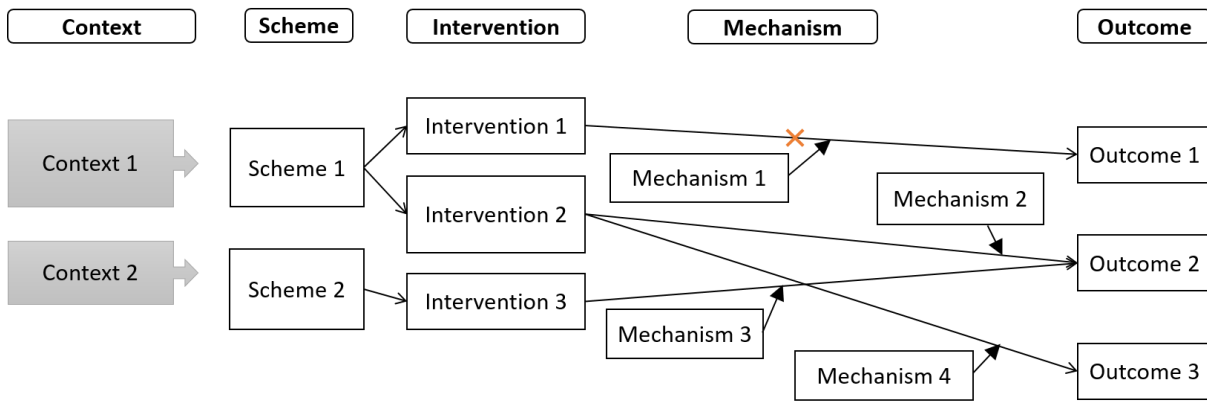 Context
Scheme
Intervention
Mechanism
Outcome
Context 1
Scheme 1
Intervention 1
Mechanism 1
Outcome 1
Intervention 2
Mechanism 2
Context 2
Scheme 2
Intervention 3
Mechanism 3
Outcome 2
Mechanism 4
Outcome 3